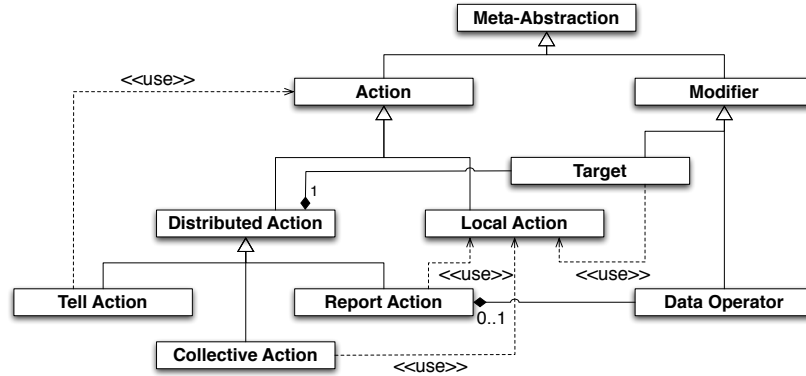 Meta-Abstraction
<<use>>
Action
Modifier
Target
1
Distributed Action
Local Action
<<use>>
<<use>>
Tell Action
Report Action
Data Operator
0..1
Collective Action
<<use>>